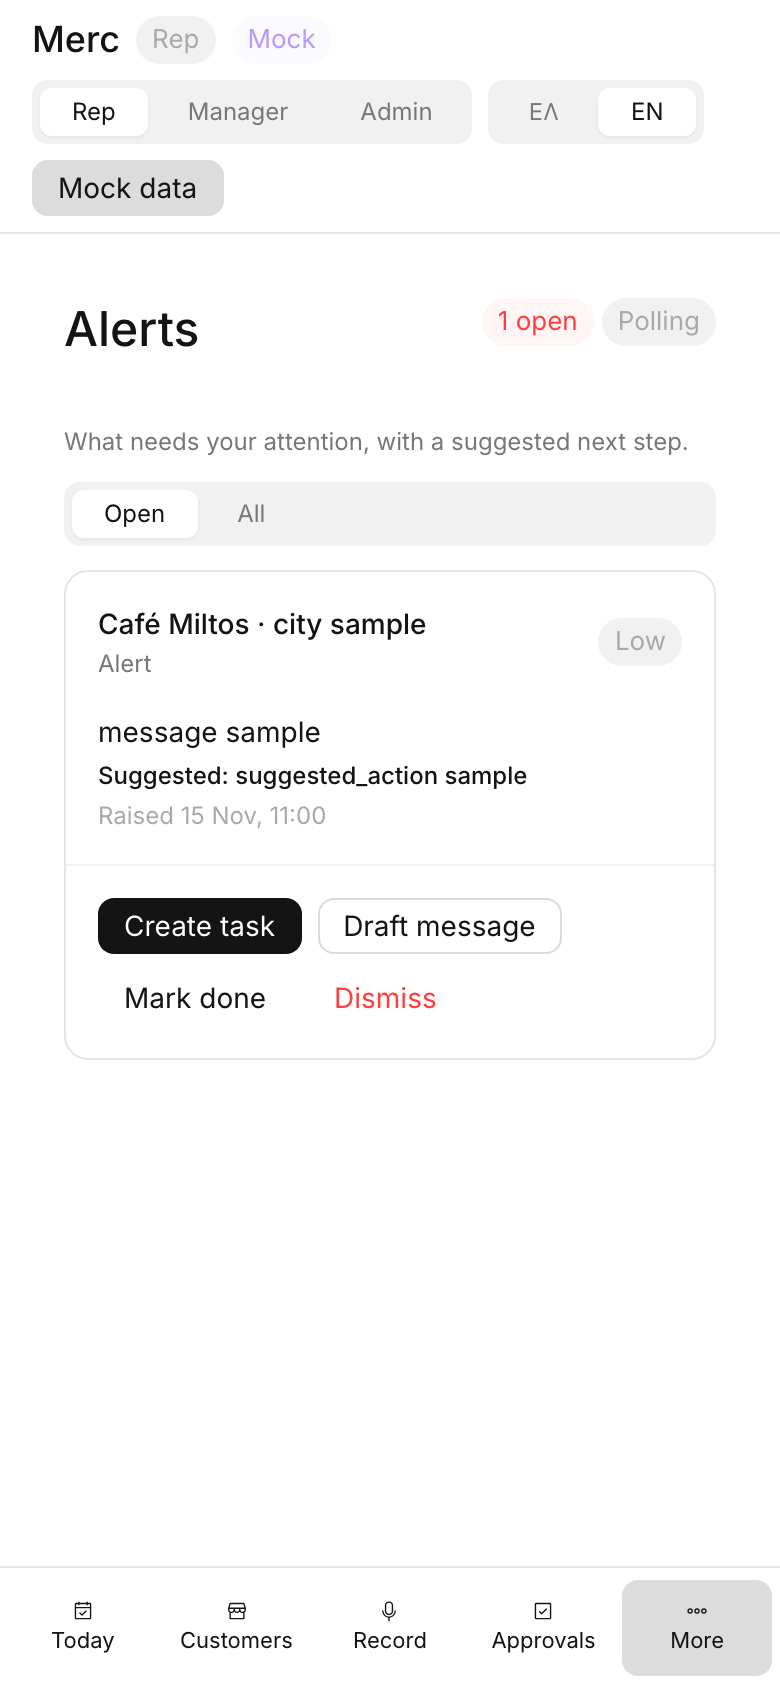 Merc Rep Mock
Rep Manager Admin ΕΛ EN
Mock data
Alerts 1 open Polling
What needs your attention, with a suggested next step.
Open All
Café Miltos · city sample
Low
Alert
message sample
Suggested: suggested_action sample
Raised 15 Nov, 11:00
Create task Draft message
Mark done Dismiss
Today Customers Record Approvals More